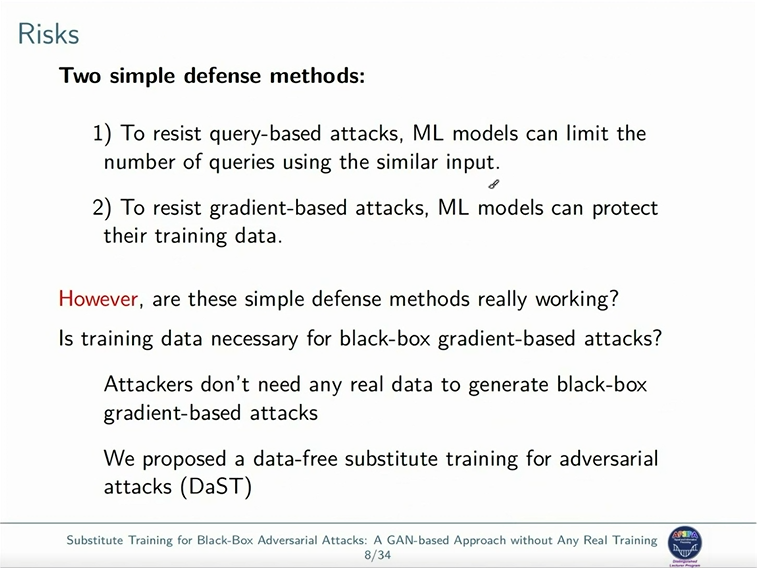 Risks
Two simple defense methods:
1) To resist query-based attacks, ML models can limit the
number of queries using the similar input.
2) To resist gradient-based attacks, ML models can protect
their training data.
However, are these simple defense methods really working?
Is training data necessary for black-box gradient-based attacks?
Attackers don't need any real data to generate black-box
gradient-based attacks
We proposed a data-free substitute training for adversarial
attacks (DaST)
Substitute Training for Black-Box Adversarial Attacks: A GAN-based Approach without Any Real Training
8/34
Distinguished
Lecturer Program